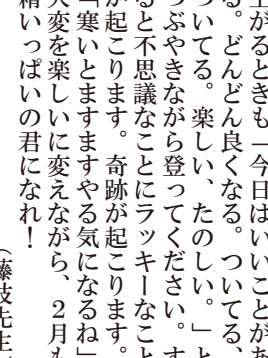 上がるときも「今日はいいことがあ
る。どんどん良くなる。ついてる、
ついてる。楽しい、たのしい。」と
つぶやきながら登ってください。す
ると不思議なことにラッキーなこと
が起こります。奇跡が起こります。
「寒いとますますやる気になるね」
大変を楽しいに変えながら、２月も
精いっぱいの君になれ！
（藤枝先生